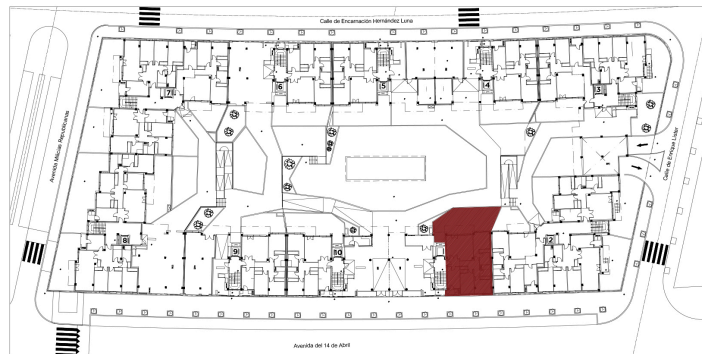 Calle de Encarnación Hernández Luna
7
6
5
4
3
Avenida Milicias Republicanas
Calle de Enrique Líster
8
9
10
2
Avenida del 14 de Abril